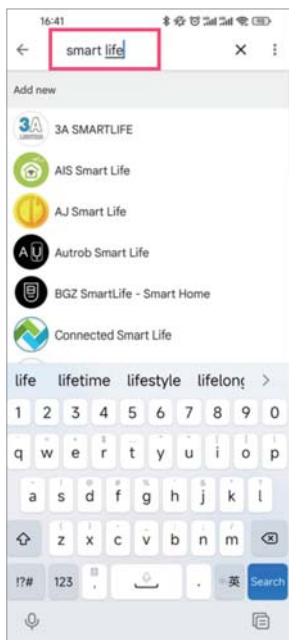 16:41
smart life
Add new
3A
3A SMARTLIFE
AIS Smart Life
AJ Smart Life
AU Autrob Smart Life
BGZ SmartLife - Smart Home
Connected Smart Life
life lifetime lifestyle lifelong
1 2 3 4 5 6 7 8 9 0
q w e r t y u i o p
a s d f g h j k l
z x c v b n m
!?# 123 , . 英 Search